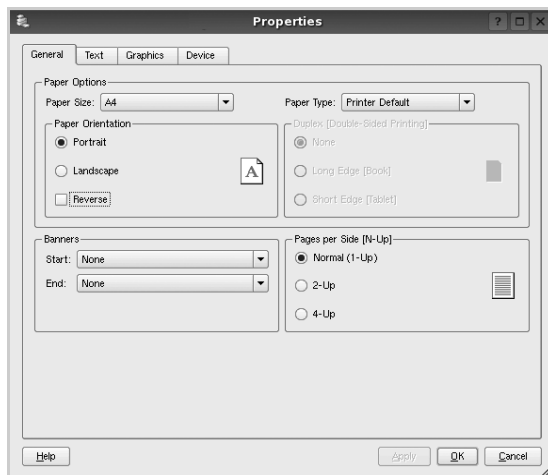 Properties
General Text Graphics Device
Paper Options
Paper Size: A4 Paper Type: Printer Default
Paper Orientation Duplex [Double-Sided Printing]
Portrait None
Landscape Long Edge [Book]
Reverse Short Edge [Tablet]
Banners Pages per Side [N-Up]
Start: None Normal (1-Up)
End: None 2-Up
4-Up
Help Apply OK Cancel